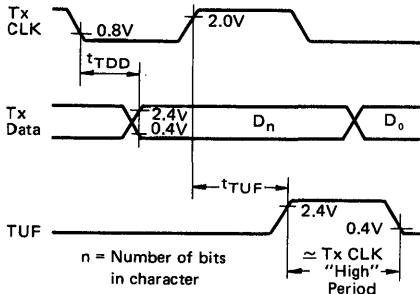 Tx
CLK
0.8V
2.0V
tTDD
Tx
Data
2.4V
0.4V
Dn
D0
tTUF
TUF
2.4V
0.4V
n = Number of bits
in character
≃ Tx CLK
"High"
Period